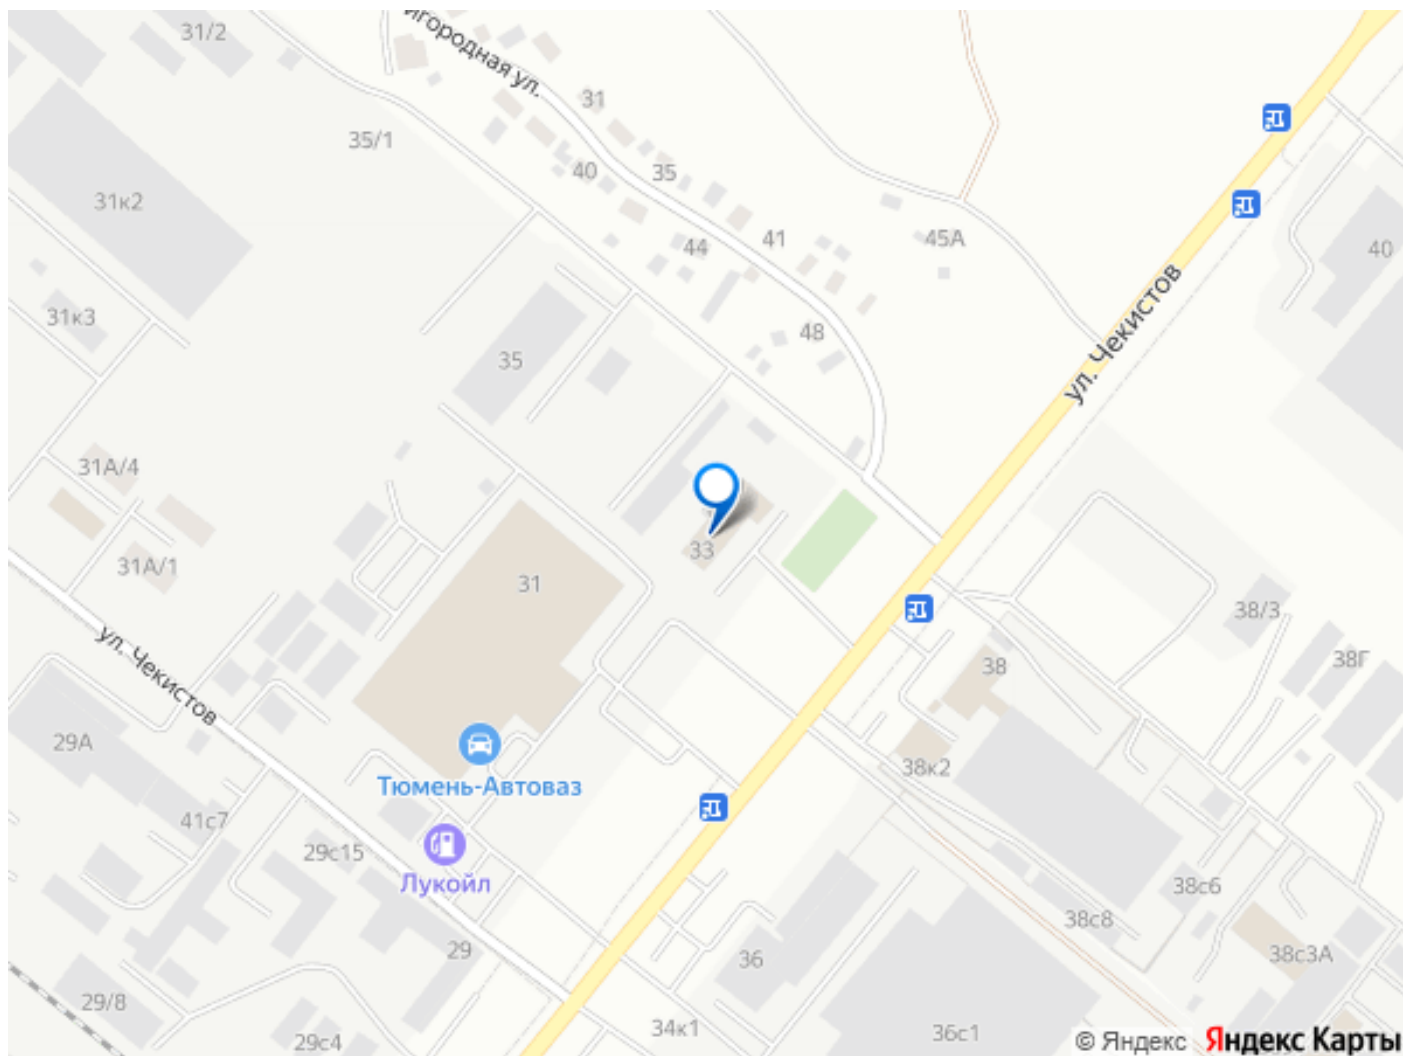 31/2
игородная ул.
31
35/1
40
35
31к2
44
41
45А
40
31к3
48
35
ул. Чекистов
31А/4
33
31А/1
31
38/3
ул. Чекистов
38
38Г
29А
38к2
Тюмень-Автоваз
41с7
29с15
Лукойл
38с6
38с8
29
36
38с3А
29/8
34к1
29с4
36с1
© Яндекс Яндекс Карты